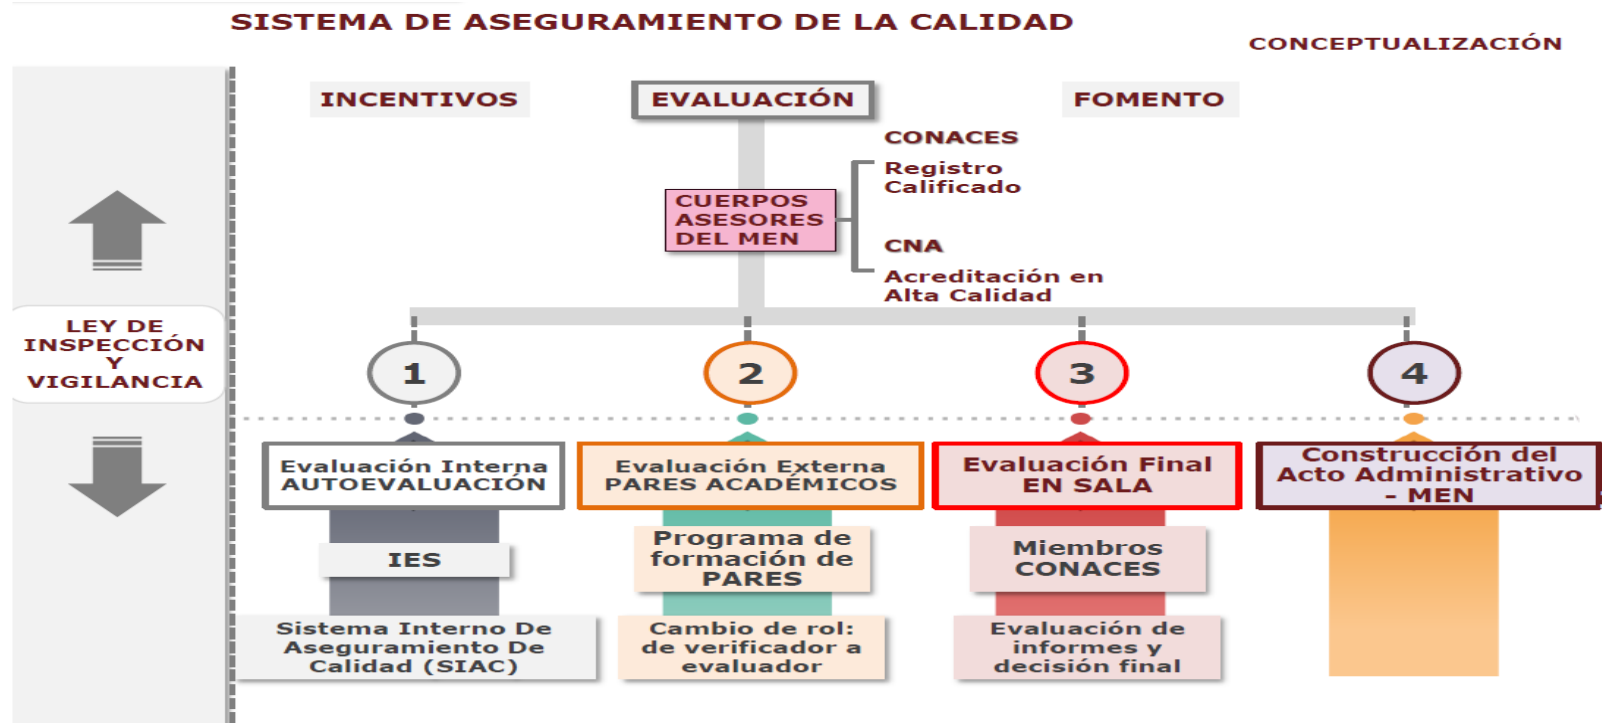 SISTEMA DE ASEGURAMIENTO DE LA CALIDAD
CONCEPTUALIZACIÓN
INCENTIVOS
EVALUACIÓN
FOMENTO
CONACES
Registro
Calificado
CUERPOS
ASESORES
DEL MEN
CNA
Acreditación en
Alta Calidad
LEY DE
INSPECCIÓN
Y
VIGILANCIA
1
2
3
4
Evaluación Interna
AUTOEVALUACIÓN
Evaluación Externa
PARES ACADÉMICOS
Evaluación Final
EN SALA
Construcción del
Acto Administrativo
- MEN
IES
Programa de
formación de
PARES
Miembros
CONACES
Sistema Interno De
Aseguramiento De
Calidad (SIAC)
Cambio de rol:
de verificador a
evaluador
Evaluación de
informes y
decisión final